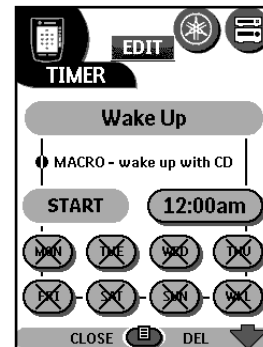 EDIT
TIMER
Wake Up
MACRO - wake up with CD
START 12:00am
MON TUE WED THU
FRI - SAT - SUN - WKL
CLOSE DEL